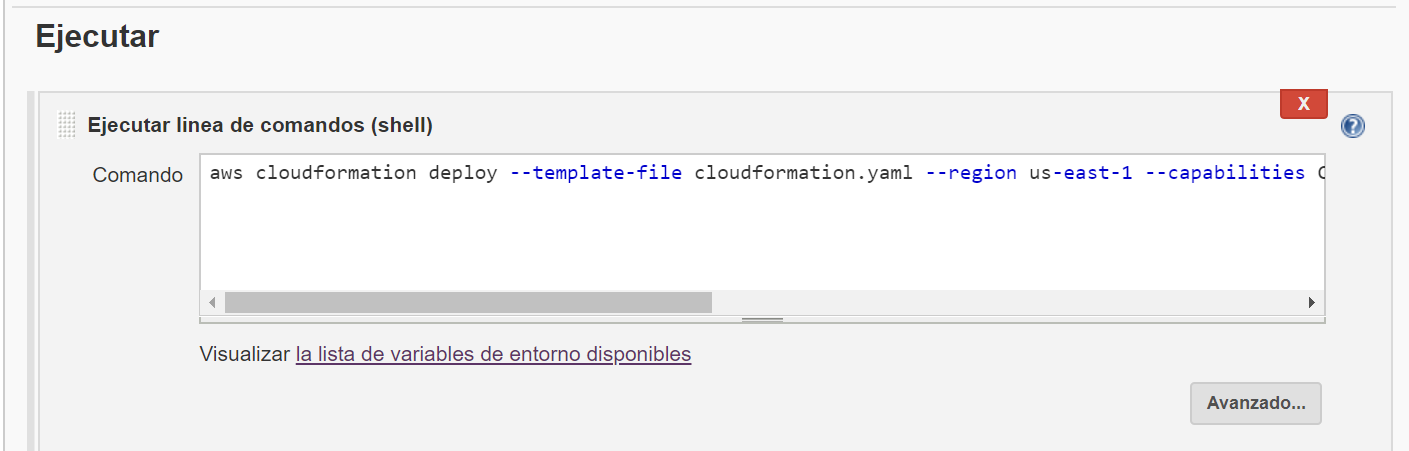 Ejecutar
X
Ejecutar linea de comandos (shell)
?
Comando
aws cloudformation deploy --template-file cloudformation.yaml --region us-east-1 --capabilities
Visualizar la lista de variables de entorno disponibles
Avanzado...